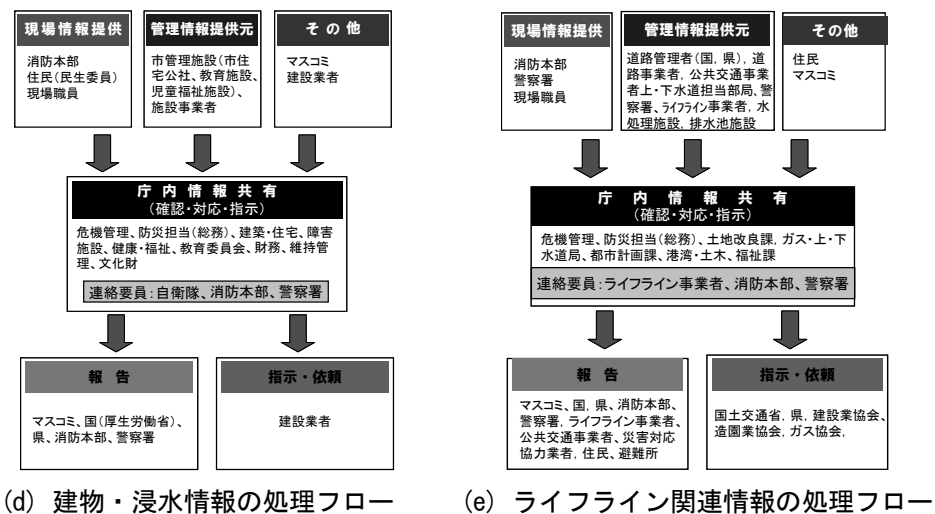 現場情報提供
消防本部
住民（民生委員）
現場職員
管理情報提供元
市管理施設（市住
宅公社、教育施設、
児童福祉施設）、
施設事業者
その他
マスコミ
建設業者
庁内情報共有
（確認・対応・指示）
危機管理、防災担当（総務）、建築・住宅、障害
施設、健康・福祉、教育委員会、財務、維持管
理、文化財
連絡要員：自衛隊、消防本部、警察署
報告
マスコミ、国（厚生労働省）、
県、消防本部、警察署
指示・依頼
建設業者
(d) 建物・浸水情報の処理フロー
現場情報提供
消防本部
警察署
現場職員
管理情報提供元
道路管理者（国, 県）, 道
路事業者, 公共交通事業
者上・下水道担当部局、警
察署、ライフライン事業者, 水
処理施設, 排水池施設
その他
住民
マスコミ
庁内情報共有
（確認・対応・指示）
危機管理、防災担当（総務）、土地改良課, ガス・上・下
水道局、都市計画課、港湾・土木、福祉課
連絡要員：ライフライン事業者、消防本部、警察署
報告
マスコミ、国, 県、消防本部、
警察署, ライフライン事業者、
公共交通事業者、災害対応
協力業者, 住民、避難所
指示・依頼
国土交通省, 県, 建設業協会、
造園業協会, ガス協会,
(e) ライフライン関連情報の処理フロー